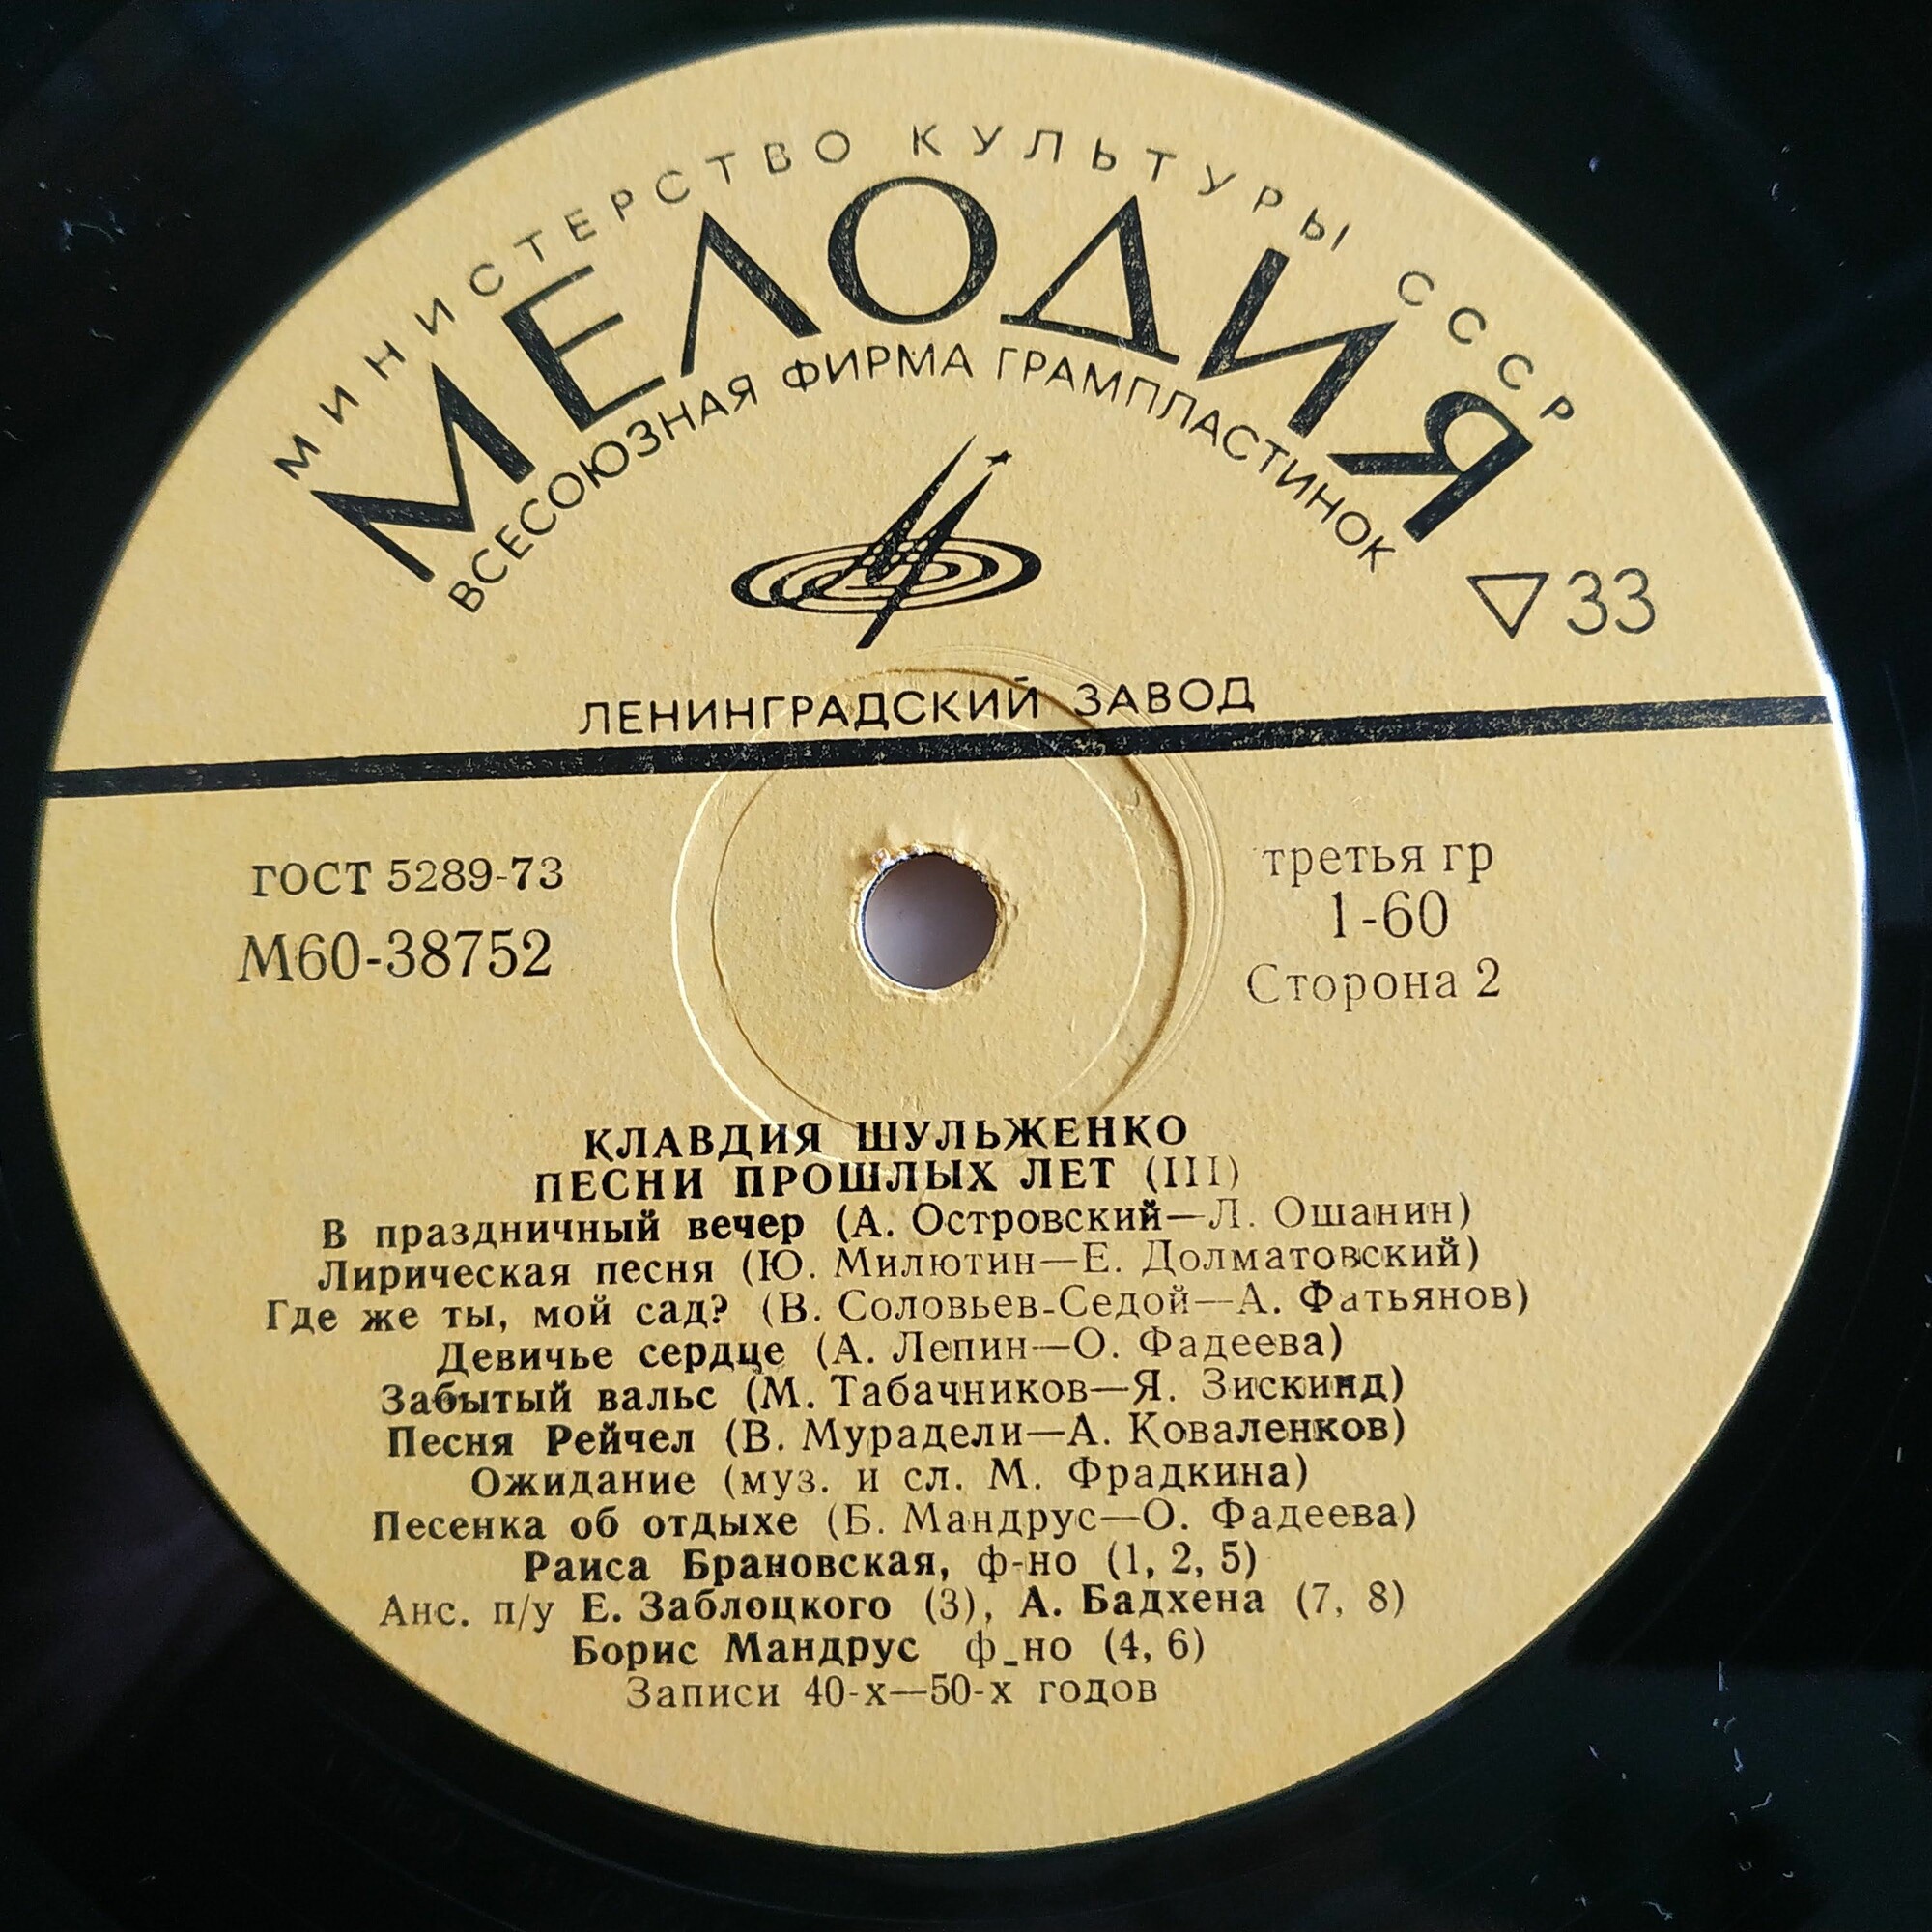 МИНИСТЕРСТВО КУЛЬТУРЫ СССР
МЕЛОДИЯ
ВСЕСОЮЗНАЯ ФИРМА ГРАМПЛАСТИНОК
33
ЛЕНИНГРАДСКИЙ ЗАВОД
ГОСТ 5289-73
М60-38752
третья гр
1-60
Сторона 2
КЛАВДИЯ ШУЛЬЖЕНКО
ПЕСНИ ПРОШЛЫХ ЛЕТ (III)
В праздничный вечер (А. Островский—Л. Ошанин)
Лирическая песня (Ю. Милютин—Е. Долматовский)
Где же ты, мой сад? (В. Соловьев-Седой—А. Фатьянов)
Девичье сердце (А. Лепин—О. Фадеева)
Забытый вальс (М. Табачников—Я. Зискинд)
Песня Рейчел (В. Мурадели—А. Коваленков)
Ожидание (муз. и сл. М. Фрадкина)
Песенка об отдыхе (Б. Мандрус—О. Фадеева)
Раиса Брановская, ф-но (1, 2, 5)
Анс. п/у Е. Заблоцкого (3), А. Бадхена (7, 8)
Борис Мандрус ф-но (4, 6)
Записи 40-х—50-х годов